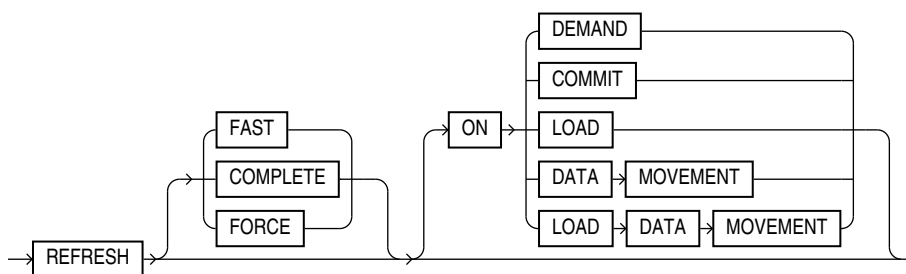 DEMAND
COMMIT
FAST
ON
LOAD
COMPLETE
DATA MOVEMENT
FORCE
LOAD DATA MOVEMENT
REFRESH